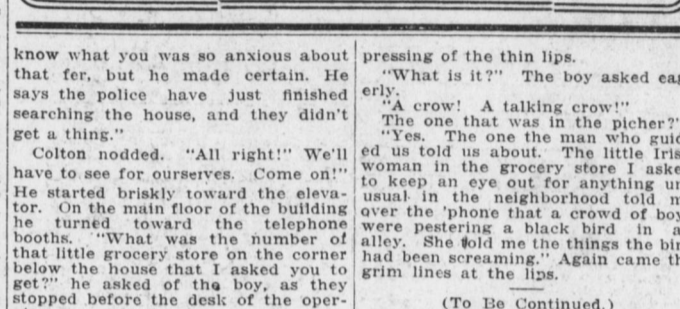 know what you was so anxious about
that fer, but he made certain. He
says the police have just finished
searching the house, and they didn't
get a thing."
Colton nodded. "All right!" We'll
have to see for ourserves. Come on!"
He started briskly toward the eleva-
tor. On the main floor of the building
he turned toward the telephone
booths. "What was the number of
that little grocery store on the corner
below the house that I asked you to
get?" he asked of the boy, as they
stopped before the desk of the oper-
pressing of the thin lips.
"What is it?" The boy asked eag
erly.
"A crow! A talking crow!"
The one that was in the picher?"
"Yes. The one the man who guid
ed us told us about. The little Iris
woman in the grocery store I aske
to keep an eye out for anything un
usual in the neighborhood told m
over the 'phone that a crowd of boy
were pestering a black bird in a
alley. She told me the things the bir
had been screaming." Again came th
grim lines at the lips.
(To Be Continued.)